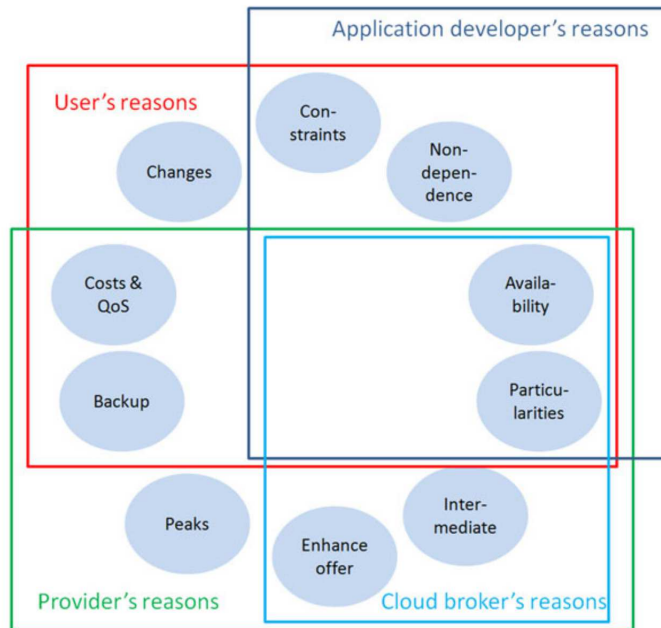 Application developer's reasons
User's reasons
Con-
straints
Changes
Non-
depen-
dence
Costs &
QoS
Availa-
bility
Backup
Particu-
larities
Peaks
Inter-
mediate
Enhance
offer
Provider's reasons
Cloud broker's reasons